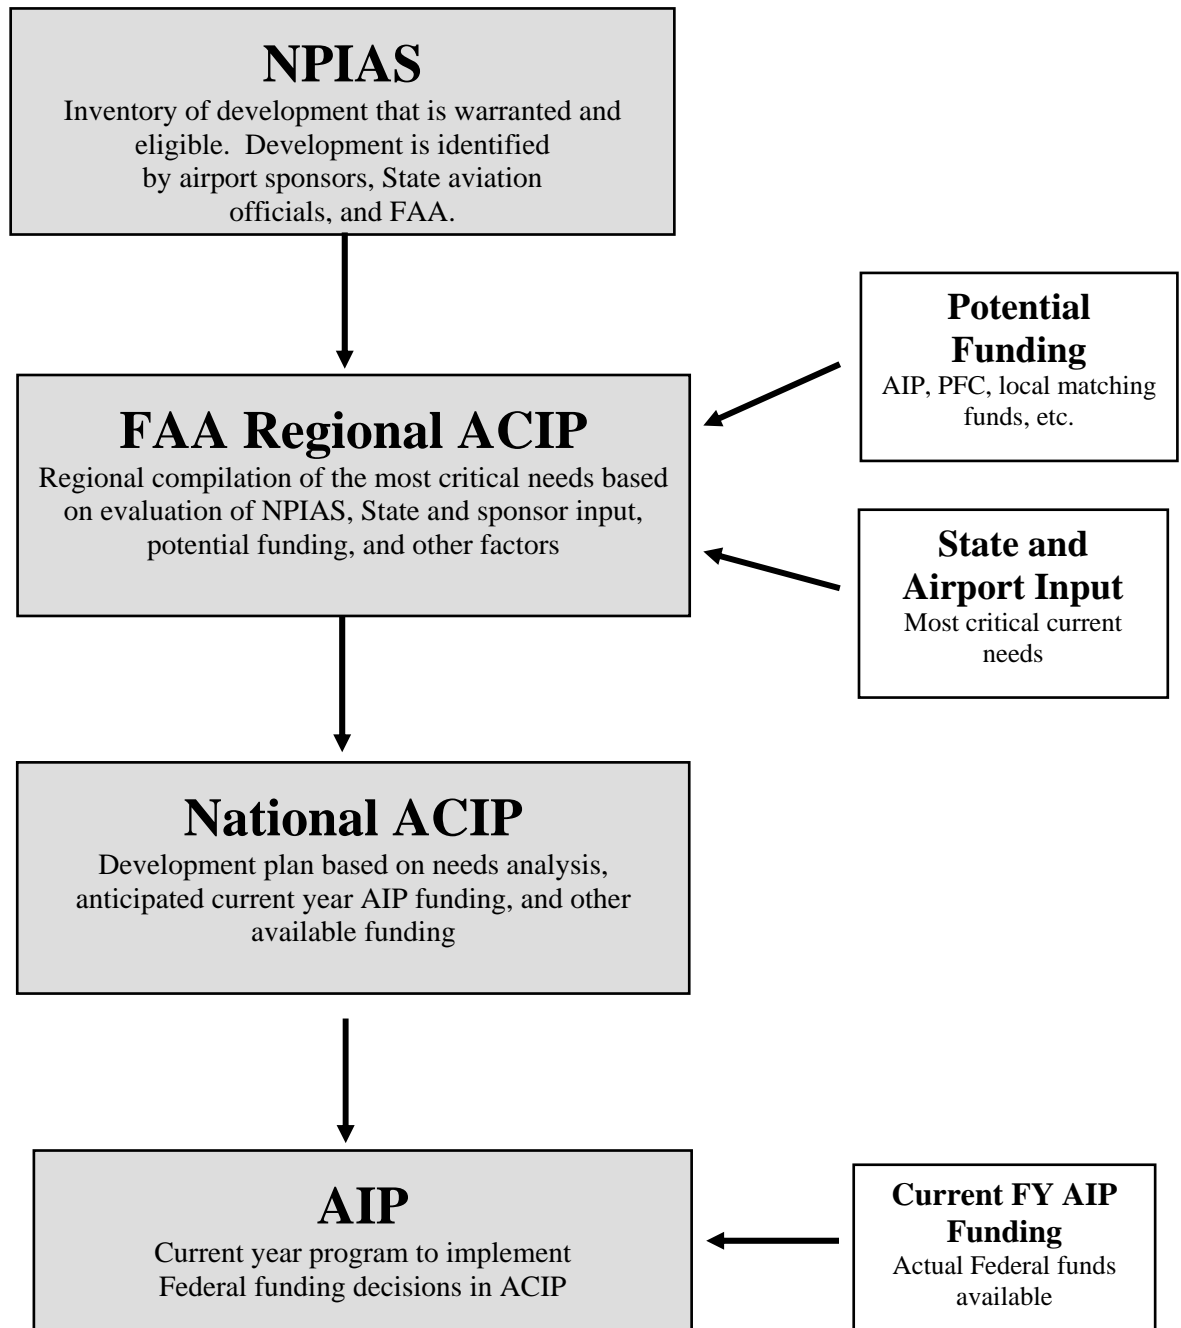 NPIAS
Inventory of development that is warranted and
eligible.  Development is identified
by airport sponsors, State aviation
officials, and FAA.
Potential
Funding
AIP, PFC, local matching
funds, etc.
FAA Regional ACIP
Regional compilation of the most critical needs based
on evaluation of NPIAS, State and sponsor input,
potential funding, and other factors
State and
Airport Input
Most critical current
needs
National ACIP
Development plan based on needs analysis,
anticipated current year AIP funding, and other
available funding
AIP
Current year program to implement
Federal funding decisions in ACIP
Current FY AIP
Funding
Actual Federal funds
available